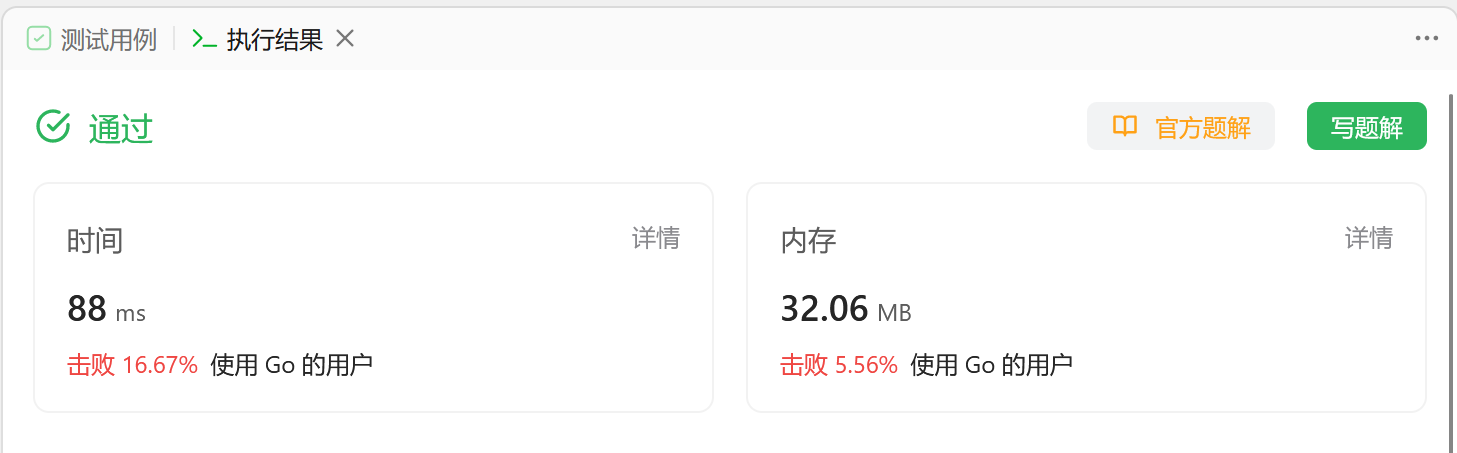 测试用例 执行结果
通过 官方题解 写题解
时间 详情 内存 详情
88 ms 32.06 MB
击败 16.67% 使用 Go 的用户 击败 5.56% 使用 Go 的用户